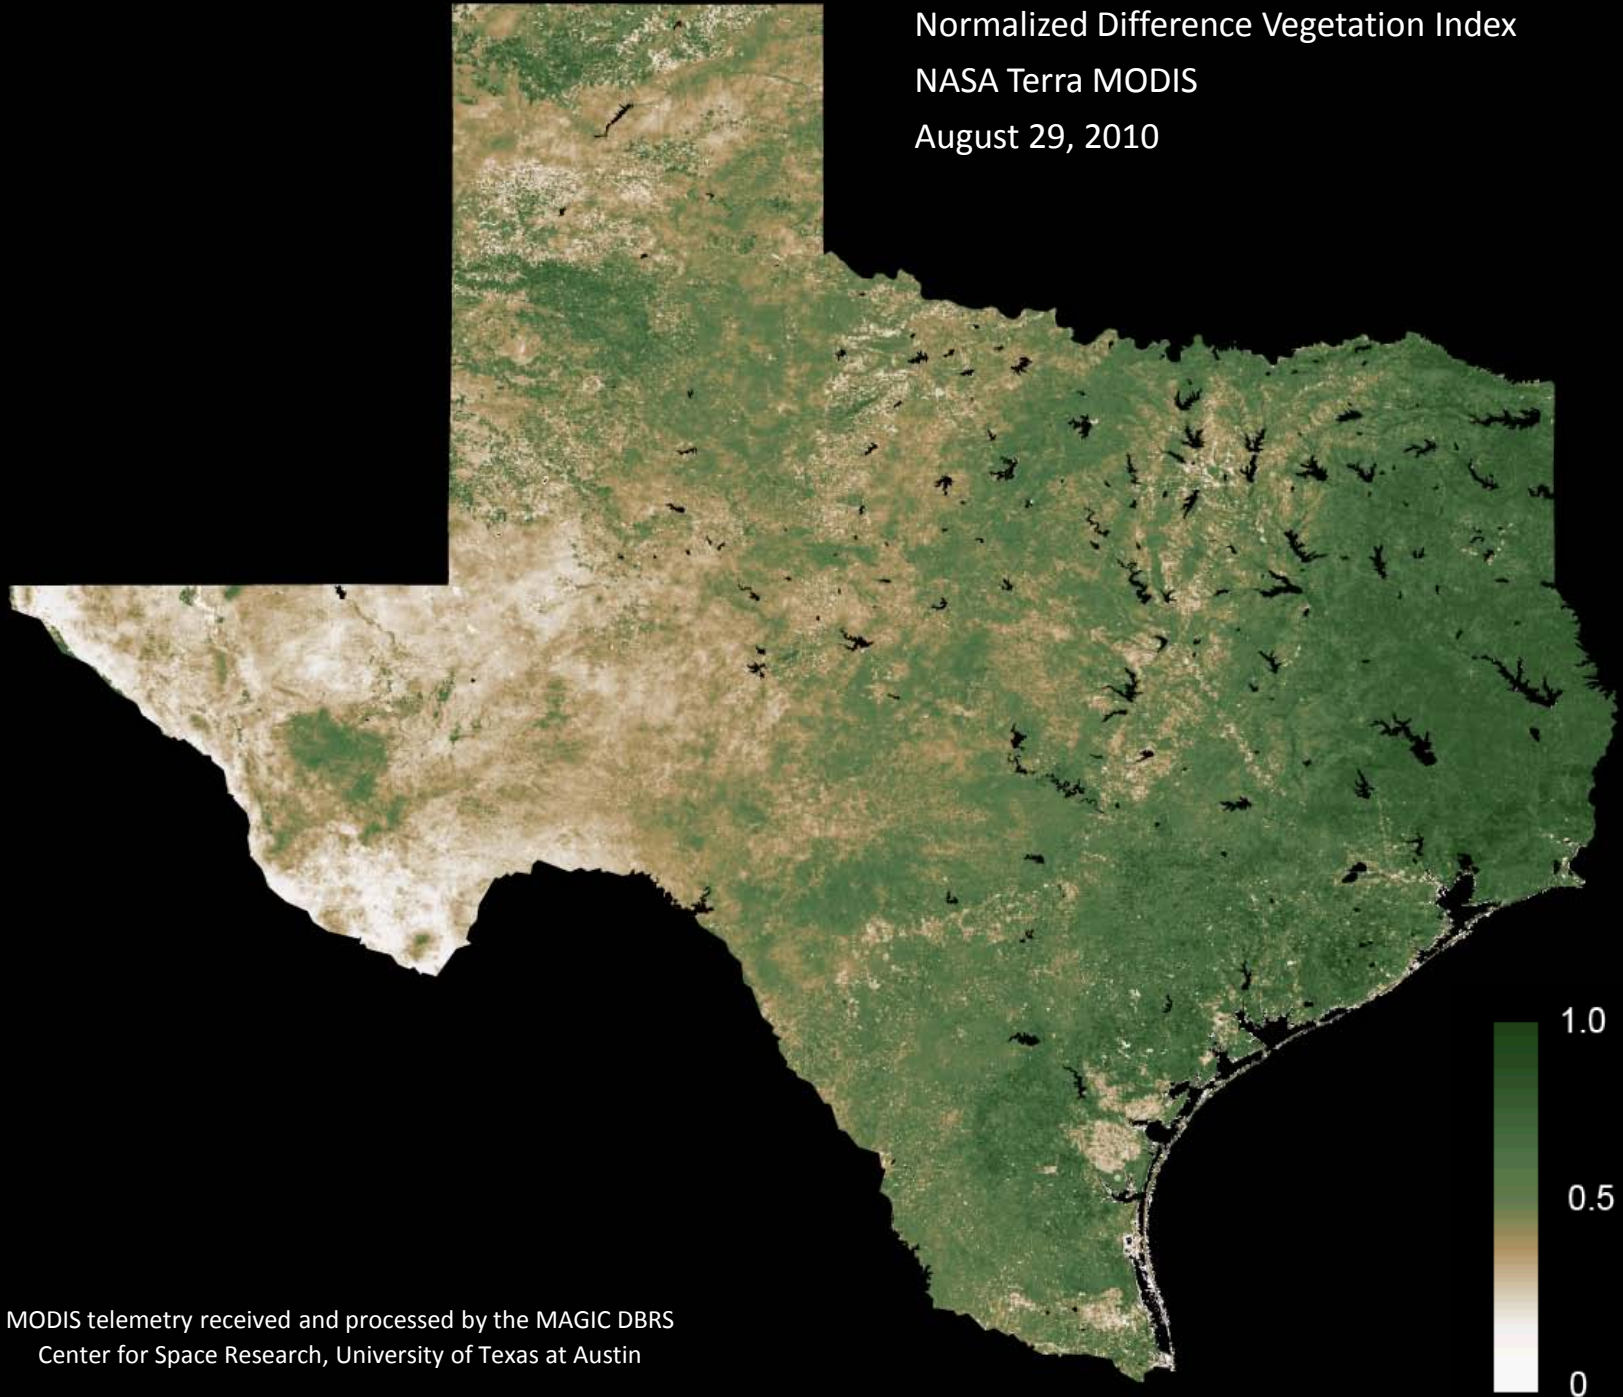 Normalized Difference Vegetation Index
NASA Terra MODIS
August 29, 2010
1.0
0.5
0
MODIS telemetry received and processed by the MAGIC DBRS
Center for Space Research, University of Texas at Austin